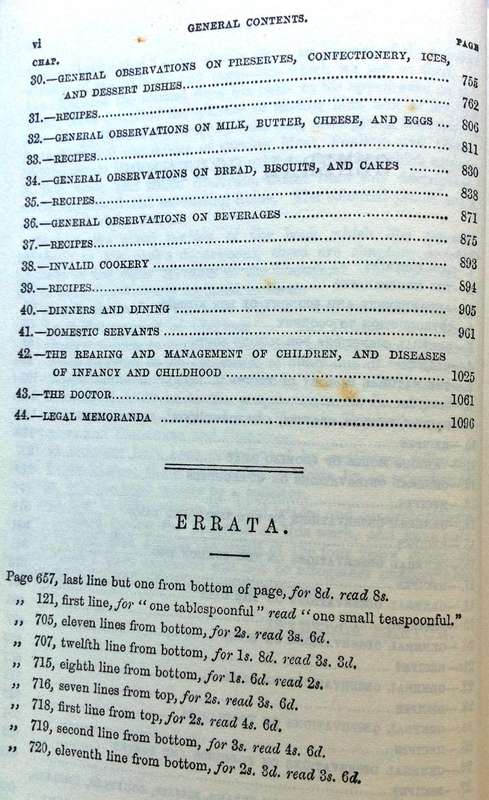 vi
GENERAL CONTENTS.
CHAP.
PAGE
30.—GENERAL OBSERVATIONS ON PRESERVES, CONFECTIONERY, ICES,
AND DESSERT DISHES 755
31.—RECIPES 762
32.—GENERAL OBSERVATIONS ON MILK, BUTTER, CHEESE, AND EGGS ... 806
33.—RECIPES 811
34.—GENERAL OBSERVATIONS ON BREAD, BISCUITS, AND CAKES ......... 830
35.—RECIPES 838
36.—GENERAL OBSERVATIONS ON BEVERAGES 871
37.—RECIPES 875
38.—INVALID COOKERY 893
39.—RECIPES 894
40.—DINNERS AND DINING 905
41.—DOMESTIC SERVANTS 961
42.—THE REARING AND MANAGEMENT OF CHILDREN, AND DISEASES
OF INFANCY AND CHILDHOOD 1025
43.—THE DOCTOR 1061
44.—LEGAL MEMORANDA 1096
ERRATA.
Page 657, last line but one from bottom of page, for 8d. read 8s.
„ 121, first line, for "one tablespoonful" read "one small teaspoonful."
„ 705, eleven lines from bottom, for 2s. read 3s. 6d.
„ 707, twelfth line from bottom, for 1s. 8d. read 3s. 3d.
„ 715, eighth line from bottom, for 1s. 6d. read 2s.
„ 716, seven lines from top, for 2s. read 3s. 6d.
„ 718, first line from top, for 2s. read 4s. 6d.
„ 719, second line from bottom, for 3s. read 4s. 6d.
„ 720, eleventh line from bottom, for 2s. 3d. read 3s. 6d.